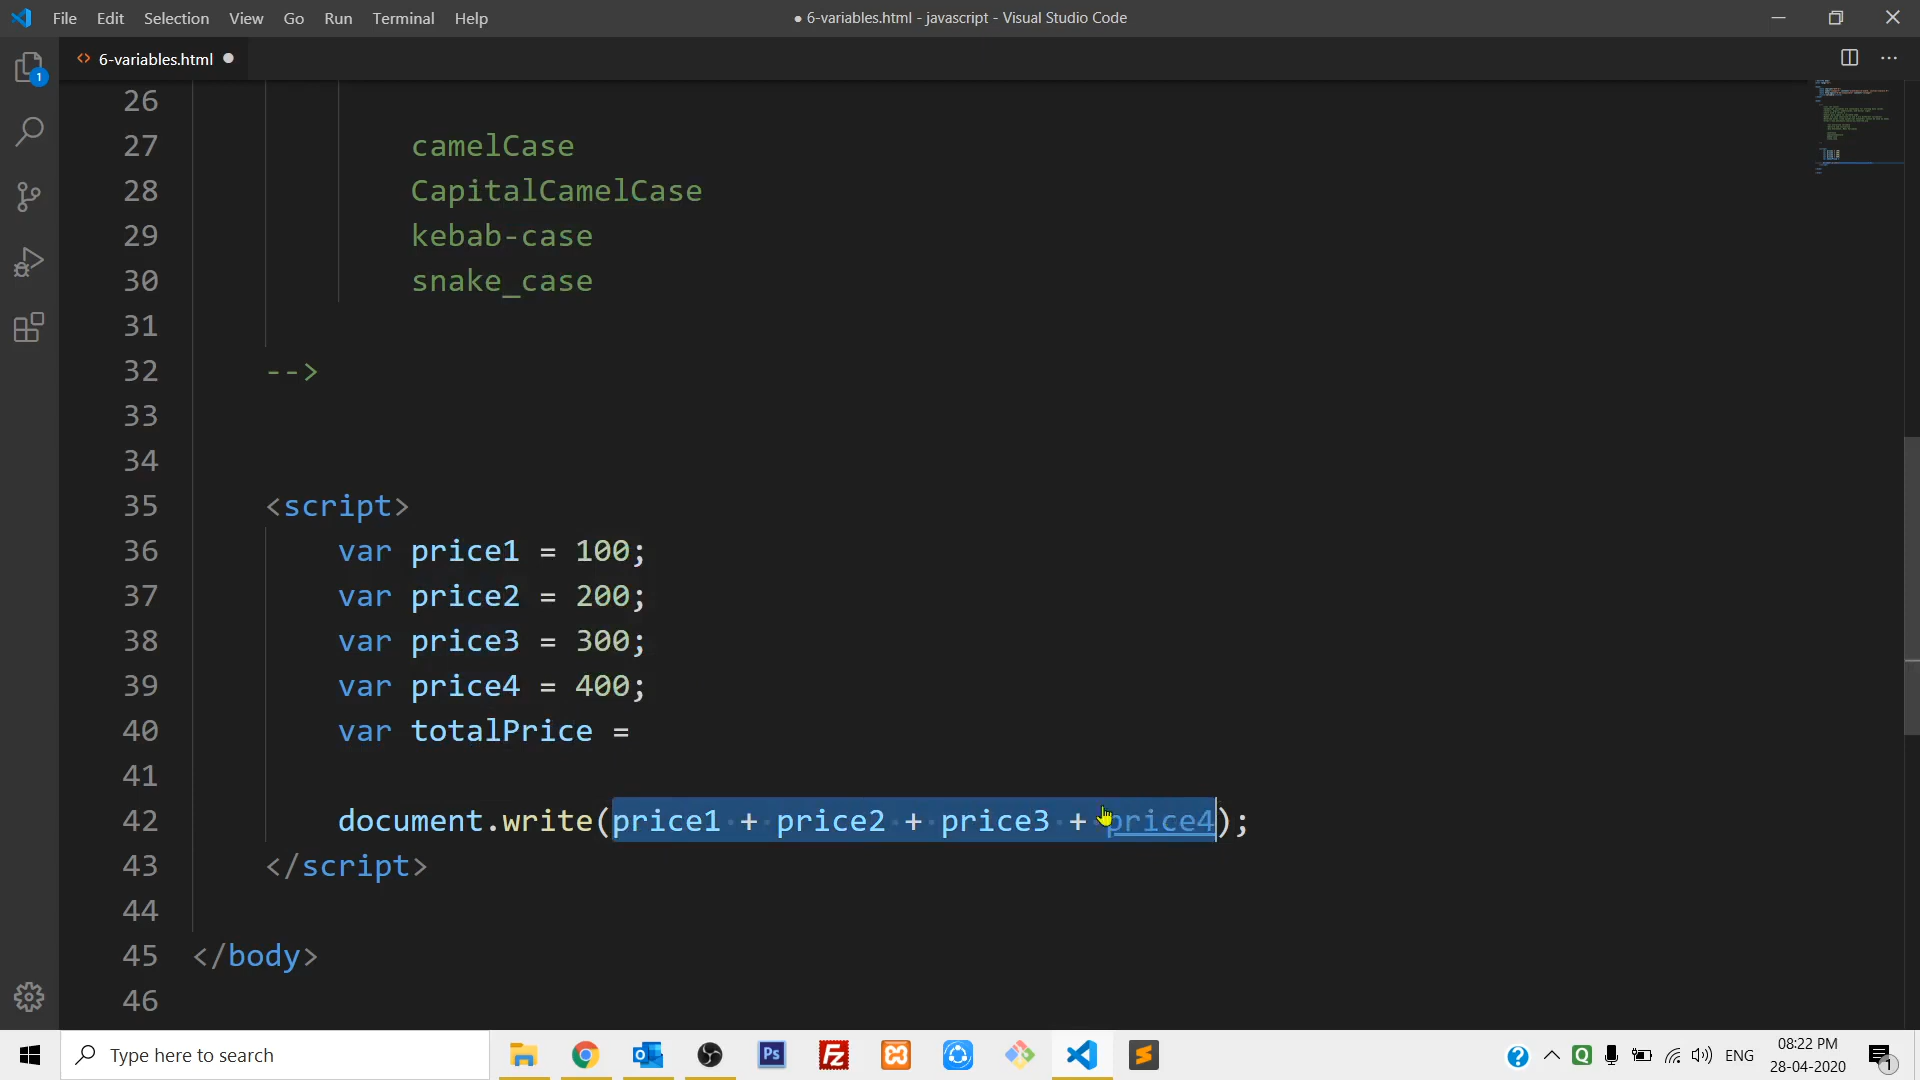 File Edit Selection View Go Run Terminal Help
● 6-variables.html - javascript - Visual Studio Code
6-variables.html
1
26
27 camelCase
28 CapitalCamelCase
29 kebab-case
30 snake_case
31
32 -->
33
34
35 <script>
36 var price1 = 100;
37 var price2 = 200;
38 var price3 = 300;
39 var price4 = 400;
40 var totalPrice =
41
42 document.write(price1 + price2 + price3 + price4);
43 </script>
44
45 </body>
46
Type here to search
Ps
Fz
ENG
08:22 PM
28-04-2020
1